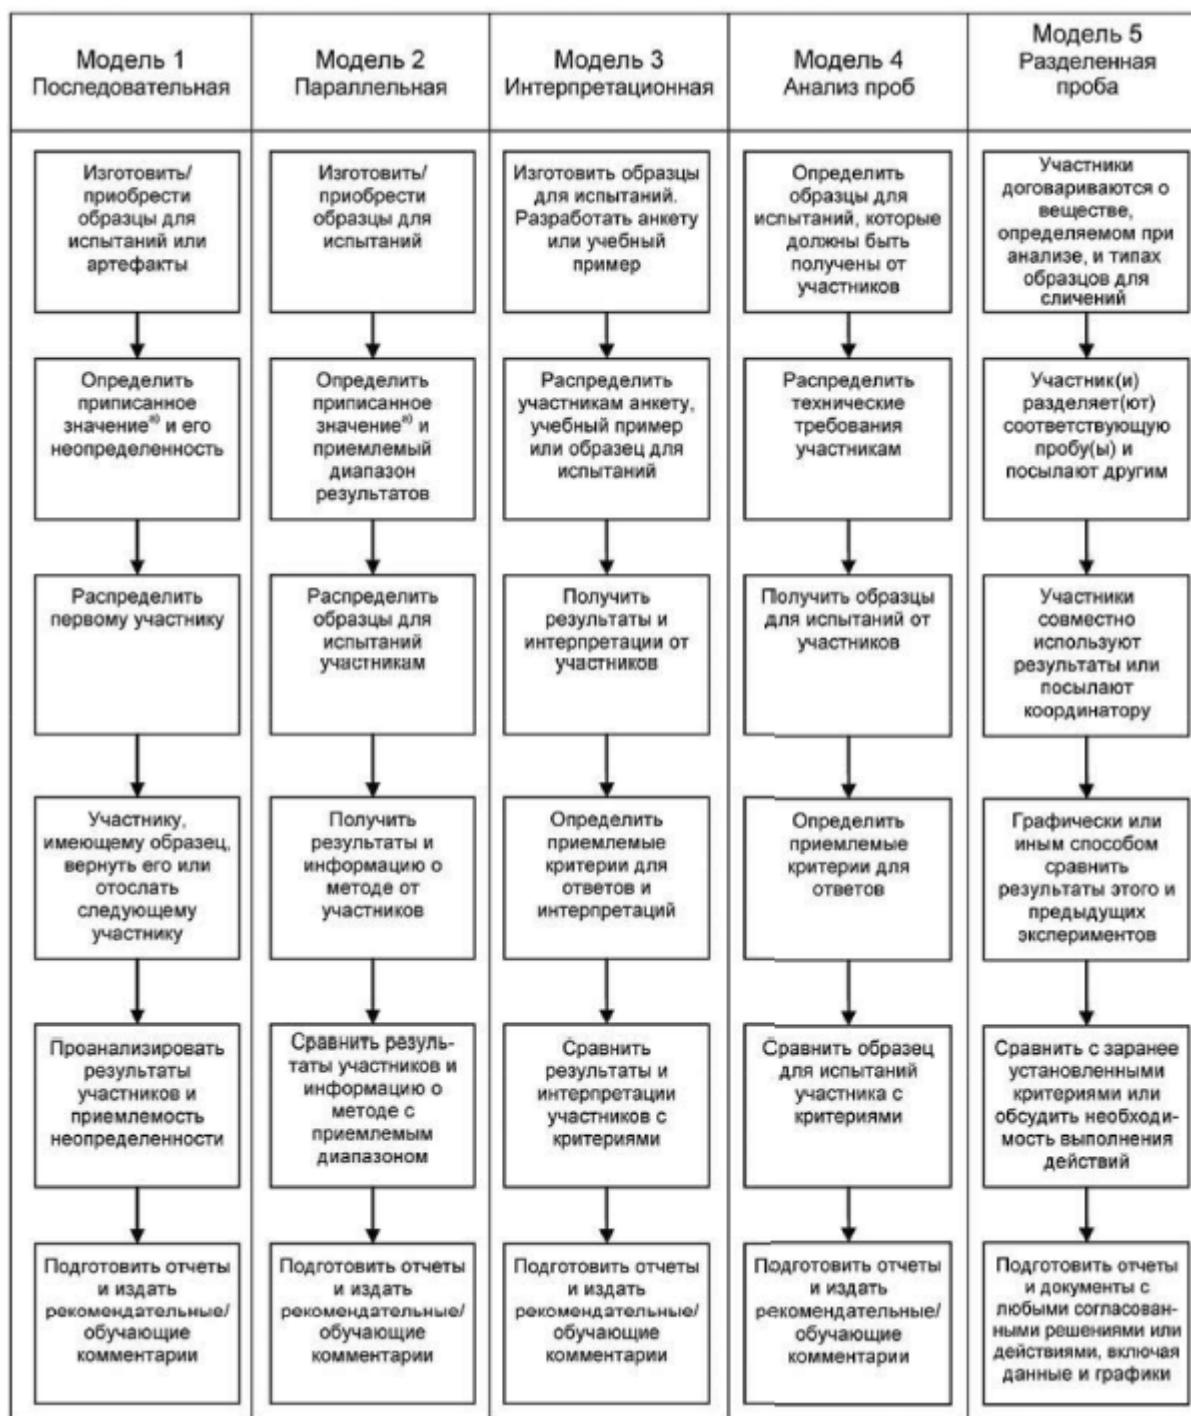 Модель 1
Последовательная
Изготовить/
приобрести
образцы для
испытаний или
артефакты
Определить
приписанное
значениеᵃ⁾ и его
неопределенность
Распределить
первому участнику
Участнику,
имеющему образец,
вернуть его или
отослать
следующему
участнику
Проанализировать
результаты
участников и
приемлемость
неопределенности
Подготовить отчеты
и издать
рекомендательные/
обучающие
комментарии
Модель 2
Параллельная
Изготовить/
приобрести
образцы для
испытаний
Определить
приписанное
значениеᵃ⁾ и
приемлемый
диапазон
результатов
Распределить
образцы для
испытаний
участникам
Получить
результаты и
информацию о
методе от
участников
Сравнить резуль-
таты участников и
информацию о
методе с
приемлемым
диапазоном
Подготовить отчеты
и издать
рекомендательные/
обучающие
комментарии
Модель 3
Интерпретационная
Изготовить образцы
для испытаний.
Разработать анкету
или учебный
пример
Распределить
участникам анкету,
учебный пример
или образец для
испытаний
Получить
результаты и
интерпретации от
участников
Определить
приемлемые
критерии для
ответов и
интерпретаций
Сравнить
результаты и
интерпретации
участников с
критериями
Подготовить отчеты
и издать
рекомендательные/
обучающие
комментарии
Модель 4
Анализ проб
Определить
образцы для
испытаний, которые
должны быть
получены от
участников
Распределить
технические
требования
участникам
Получить образцы
для испытаний от
участников
Определить
приемлемые
критерии для
ответов
Сравнить образец
для испытаний
участника с
критериями
Подготовить отчеты
и издать
рекомендательные/
обучающие
комментарии
Модель 5
Разделенная
проба
Участники
договариваются о
веществе,
определяемом при
анализе, и типах
образцов для
сличений
Участник(и)
разделяет(ют)
соответствующую
пробу(ы) и
посылают другим
Участники
совместно
используют
результаты или
посылают
координатору
Графически или
иным способом
сравнить
результаты этого и
предыдущих
экспериментов
Сравнить с заранее
установленными
критериями или
обсудить необходи-
мость выполнения
действий
Подготовить отчеты
и документы с
любыми согласован-
ными решениями или
действиями, включая
данные и графики